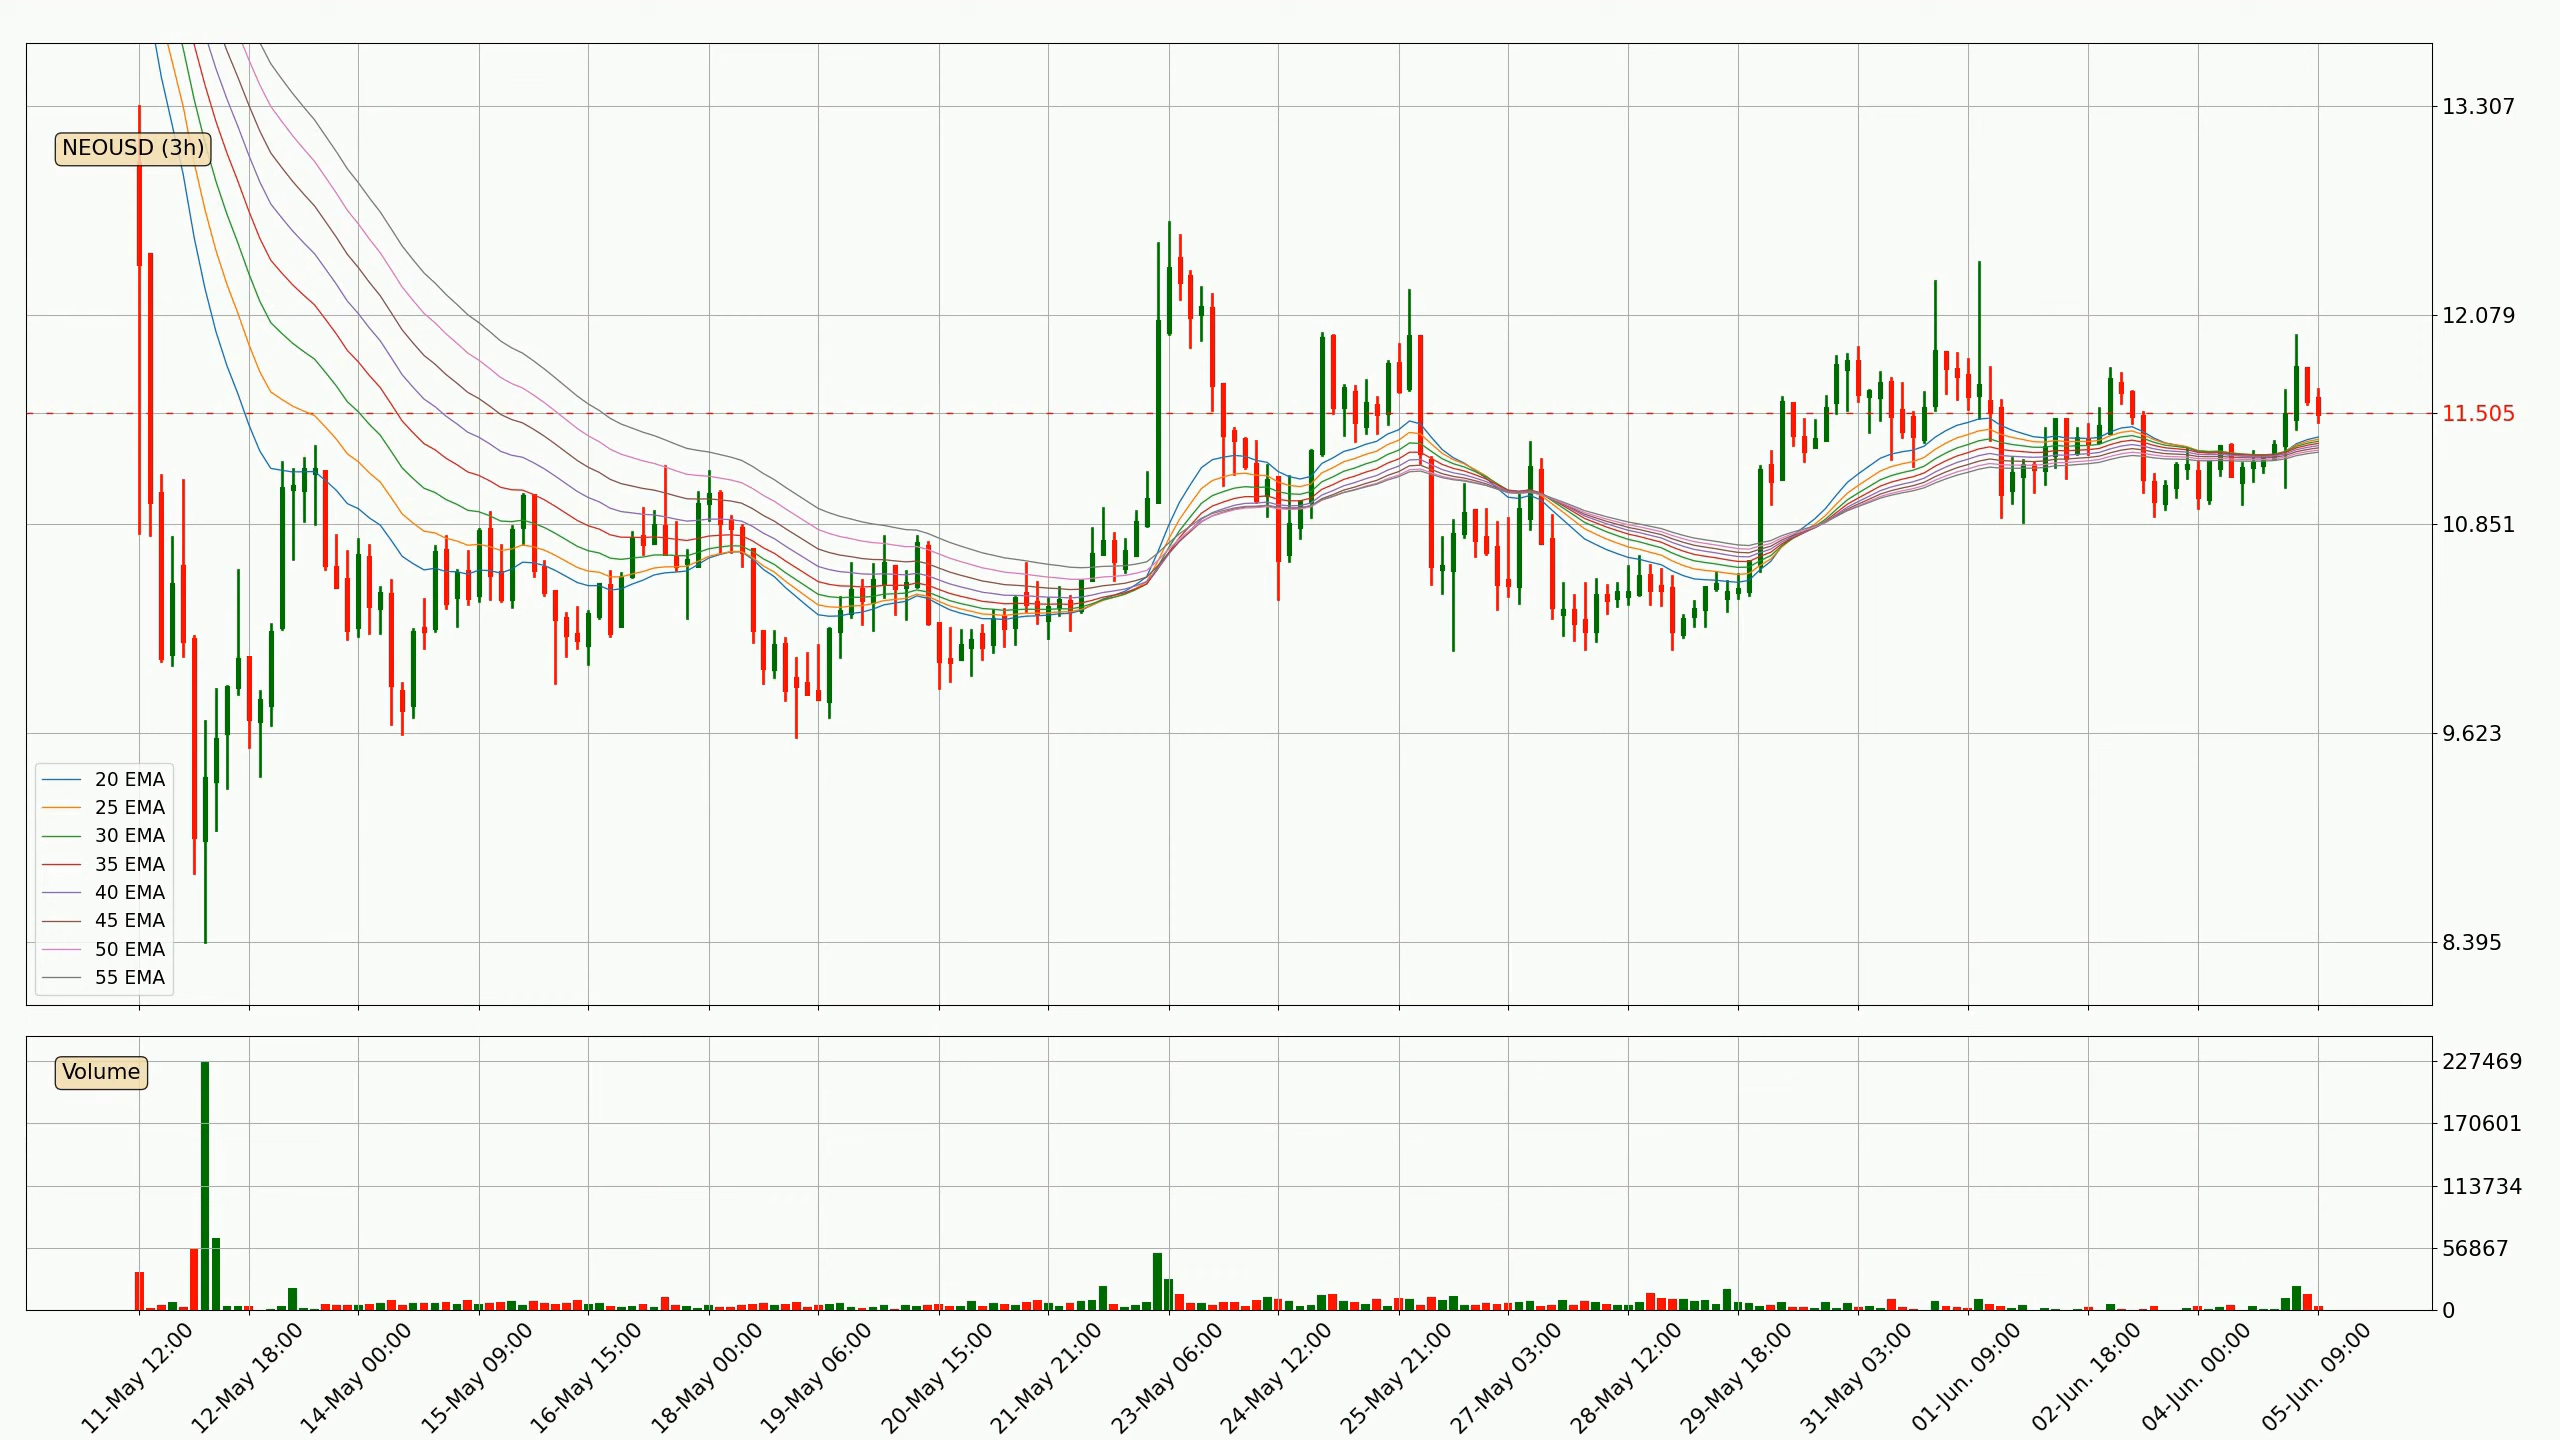 NEOUSD (3h)
13.307
12.079
11.505
10.851
9.623
8.395
20 EMA
25 EMA
30 EMA
35 EMA
40 EMA
45 EMA
50 EMA
55 EMA
Volume
227469
170601
113734
56867
0
11-May 12:00
12-May 18:00
14-May 00:00
15-May 09:00
16-May 15:00
18-May 00:00
19-May 06:00
20-May 15:00
21-May 21:00
23-May 06:00
24-May 12:00
25-May 21:00
27-May 03:00
28-May 12:00
29-May 18:00
31-May 03:00
01-Jun. 09:00
02-Jun. 18:00
04-Jun. 00:00
05-Jun. 09:00